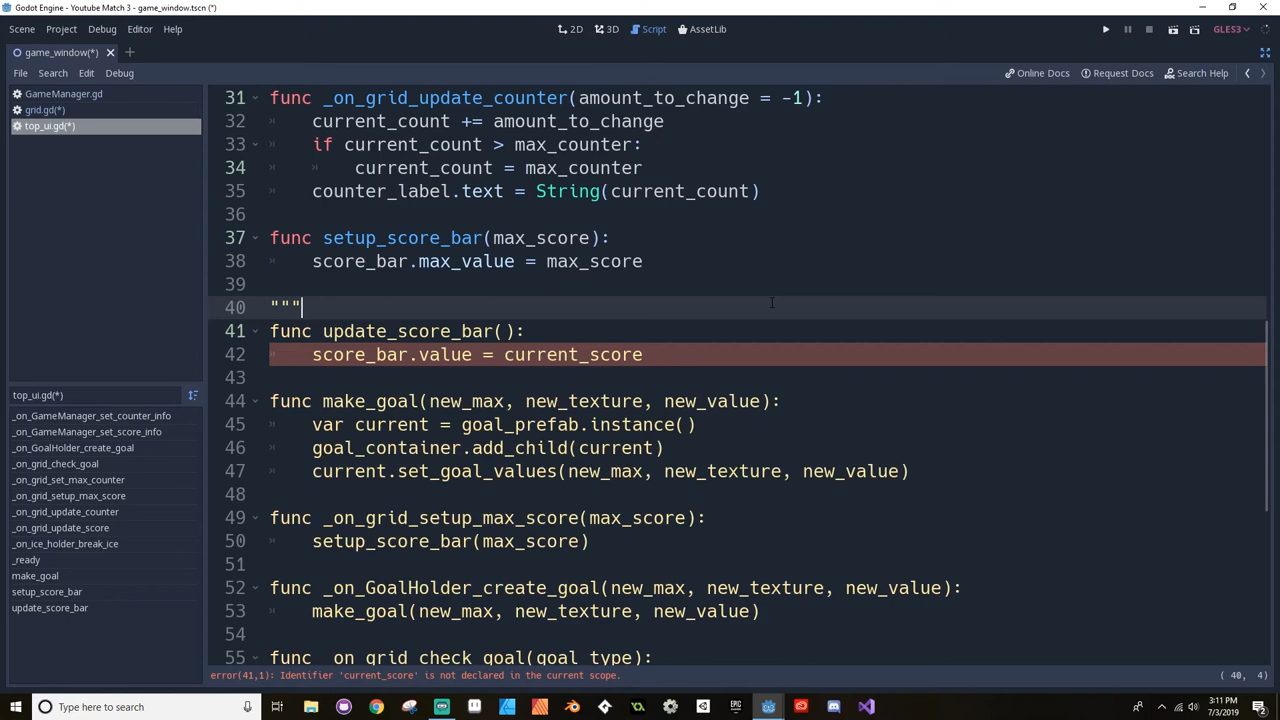 Godot Engine - Youtube Match 3 - game_window.tscn (*)
Scene Project Debug Editor Help
2D 3D Script AssetLib
GLES3
game_window(*)
File Search Edit Debug
Online Docs Request Docs Search Help
GameManager.gd
grid.gd(*)
top_ui.gd(*)
top_ui.gd(*)
_on_GameManager_set_counter_info
_on_GameManager_set_score_info
_on_GoalHolder_create_goal
_on_grid_check_goal
_on_grid_set_max_counter
_on_grid_setup_max_score
_on_grid_update_counter
_on_grid_update_score
_on_ice_holder_break_ice
_ready
make_goal
setup_score_bar
update_score_bar
31 func _on_grid_update_counter(amount_to_change = -1):
32 current_count += amount_to_change
33 if current_count > max_counter:
34 current_count = max_counter
35 counter_label.text = String(current_count)
36
37 func setup_score_bar(max_score):
38 score_bar.max_value = max_score
39
40 """
41 func update_score_bar():
42 score_bar.value = current_score
43
44 func make_goal(new_max, new_texture, new_value):
45 var current = goal_prefab.instance()
46 goal_container.add_child(current)
47 current.set_goal_values(new_max, new_texture, new_value)
48
49 func _on_grid_setup_max_score(max_score):
50 setup_score_bar(max_score)
51
52 func _on_GoalHolder_create_goal(new_max, new_texture, new_value):
53 make_goal(new_max, new_texture, new_value)
54
55 func _on_grid_check_goal(goal_type):
error(41,1): Identifier 'current_score' is not declared in the current scope.
( 40, 4)
Type here to search
3:11 PM
7/3/2019